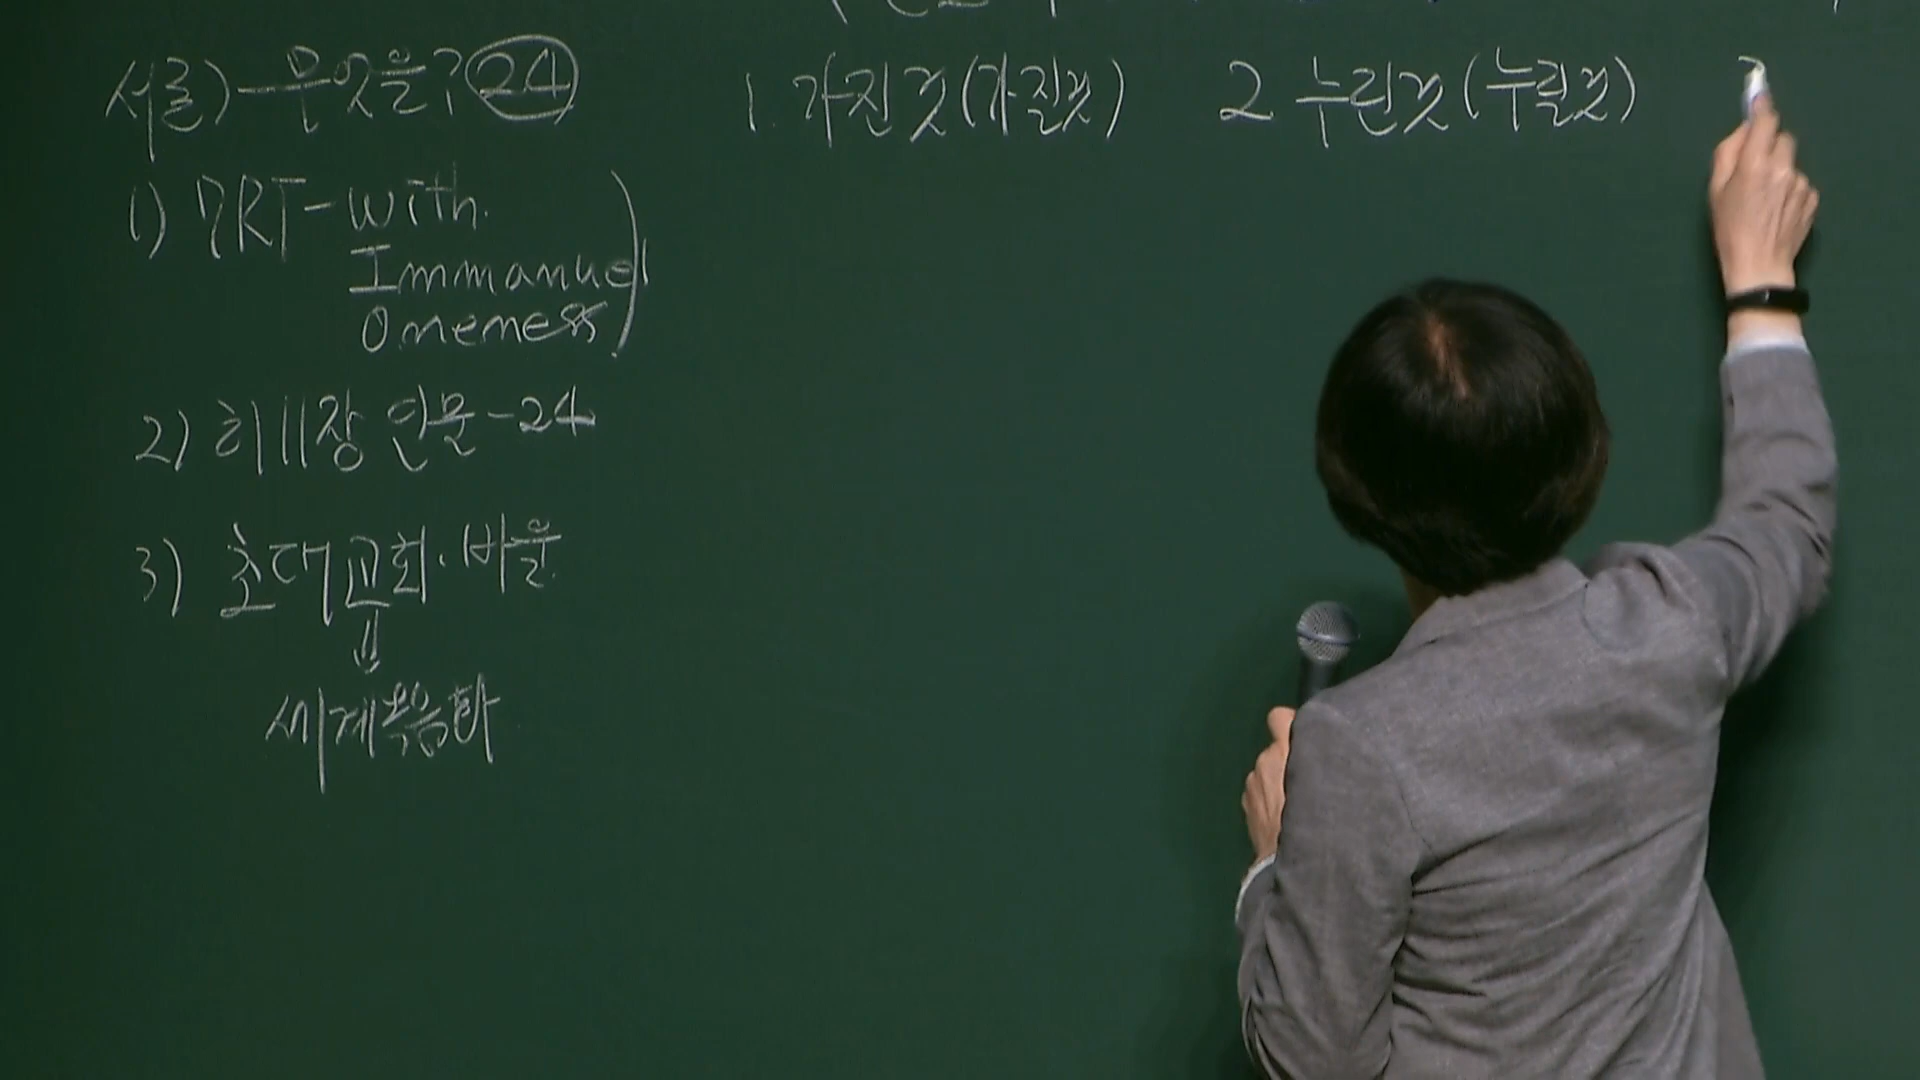 서론) - 무엇을? 24
1. 가진것 (가질것) 2 누린것 (누릴것)
1) 7RT - With.
Immanuel
Oneness)
2) 히11장 인물 - 24
3) 초대교회 · 바울
⇓
세계복음화